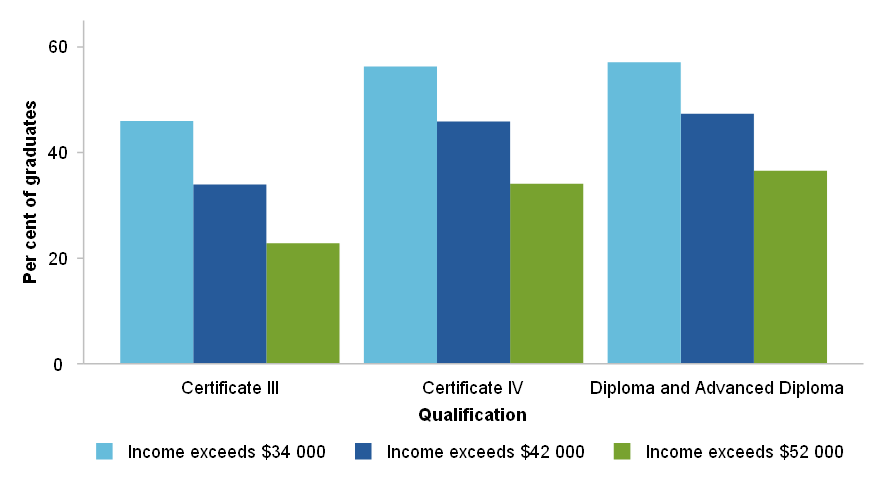 Per cent of graduates
60
40
20
0
Certificate III Certificate IV Diploma and Advanced Diploma
Qualification
Income exceeds $34 000 Income exceeds $42 000 Income exceeds $52 000